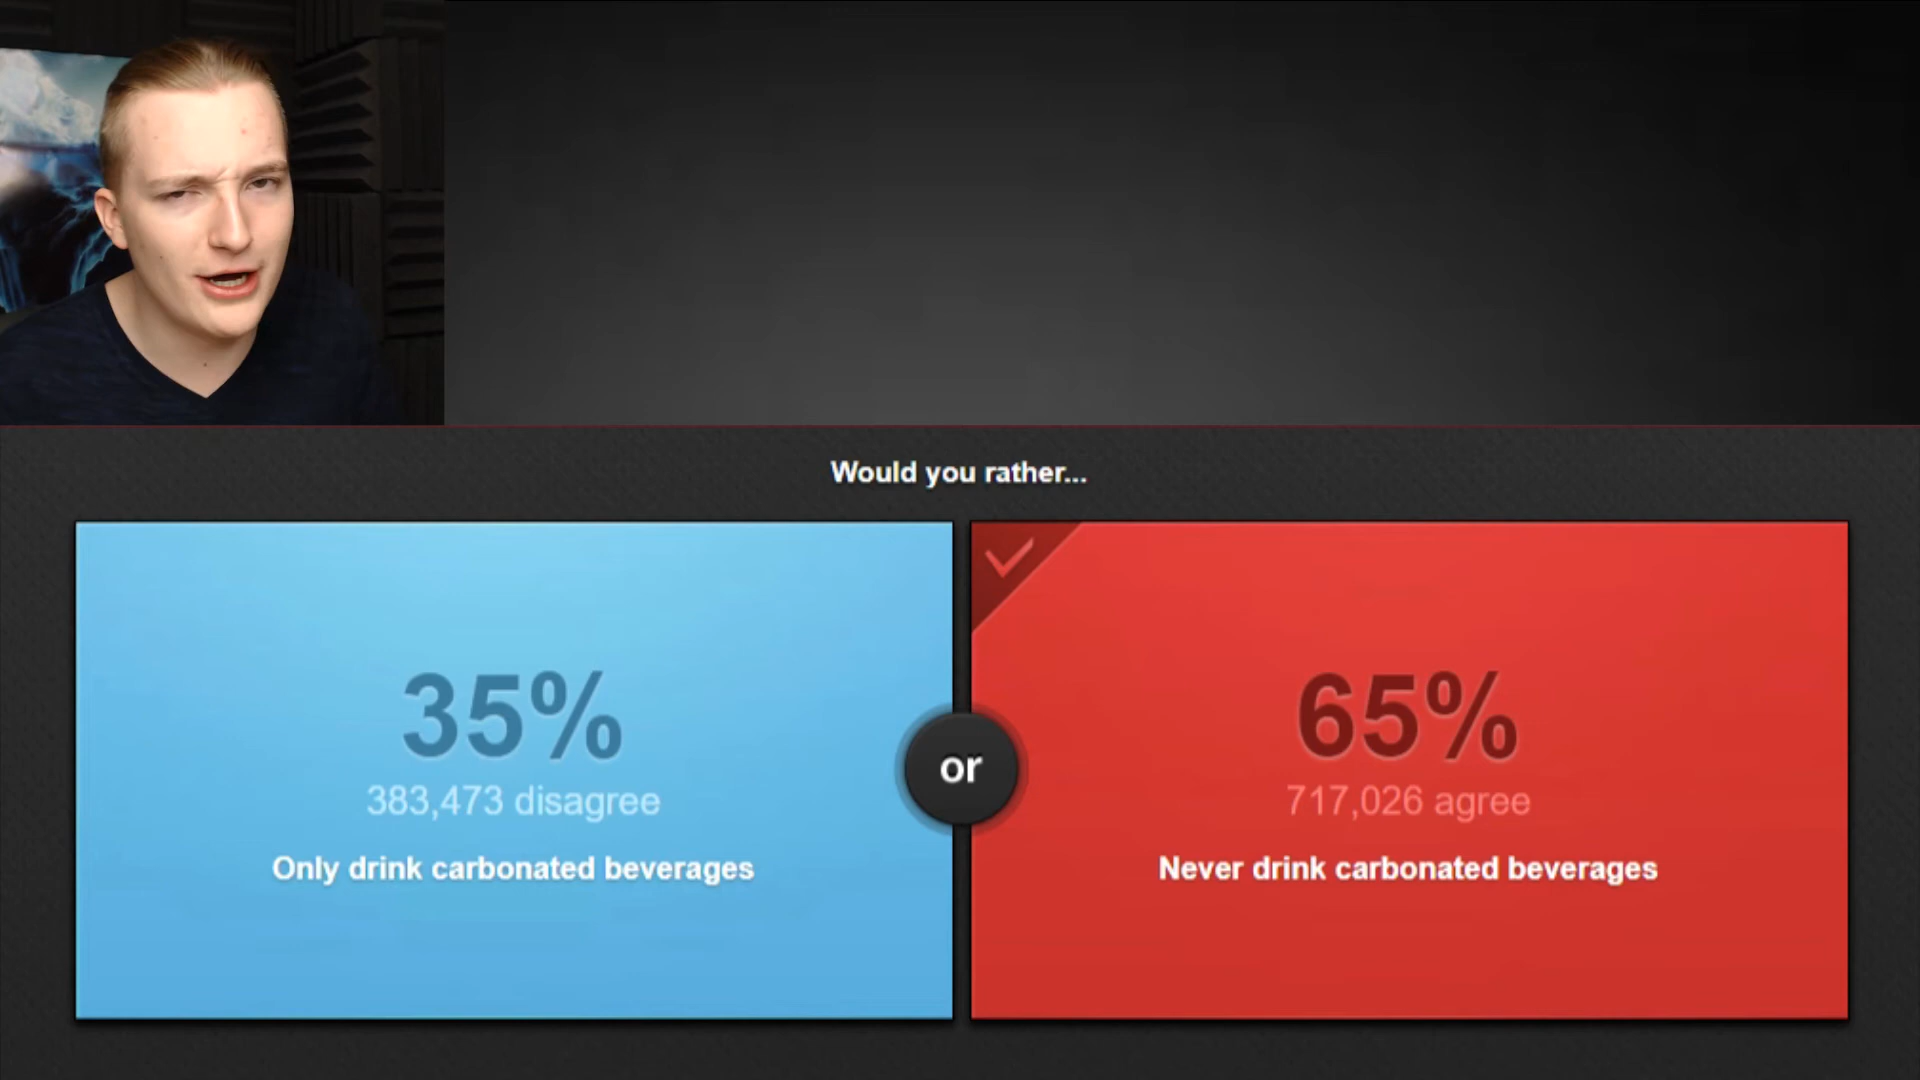 Would you rather...
35%
383,473 disagree
Only drink carbonated beverages
or
65%
717,026 agree
Never drink carbonated beverages